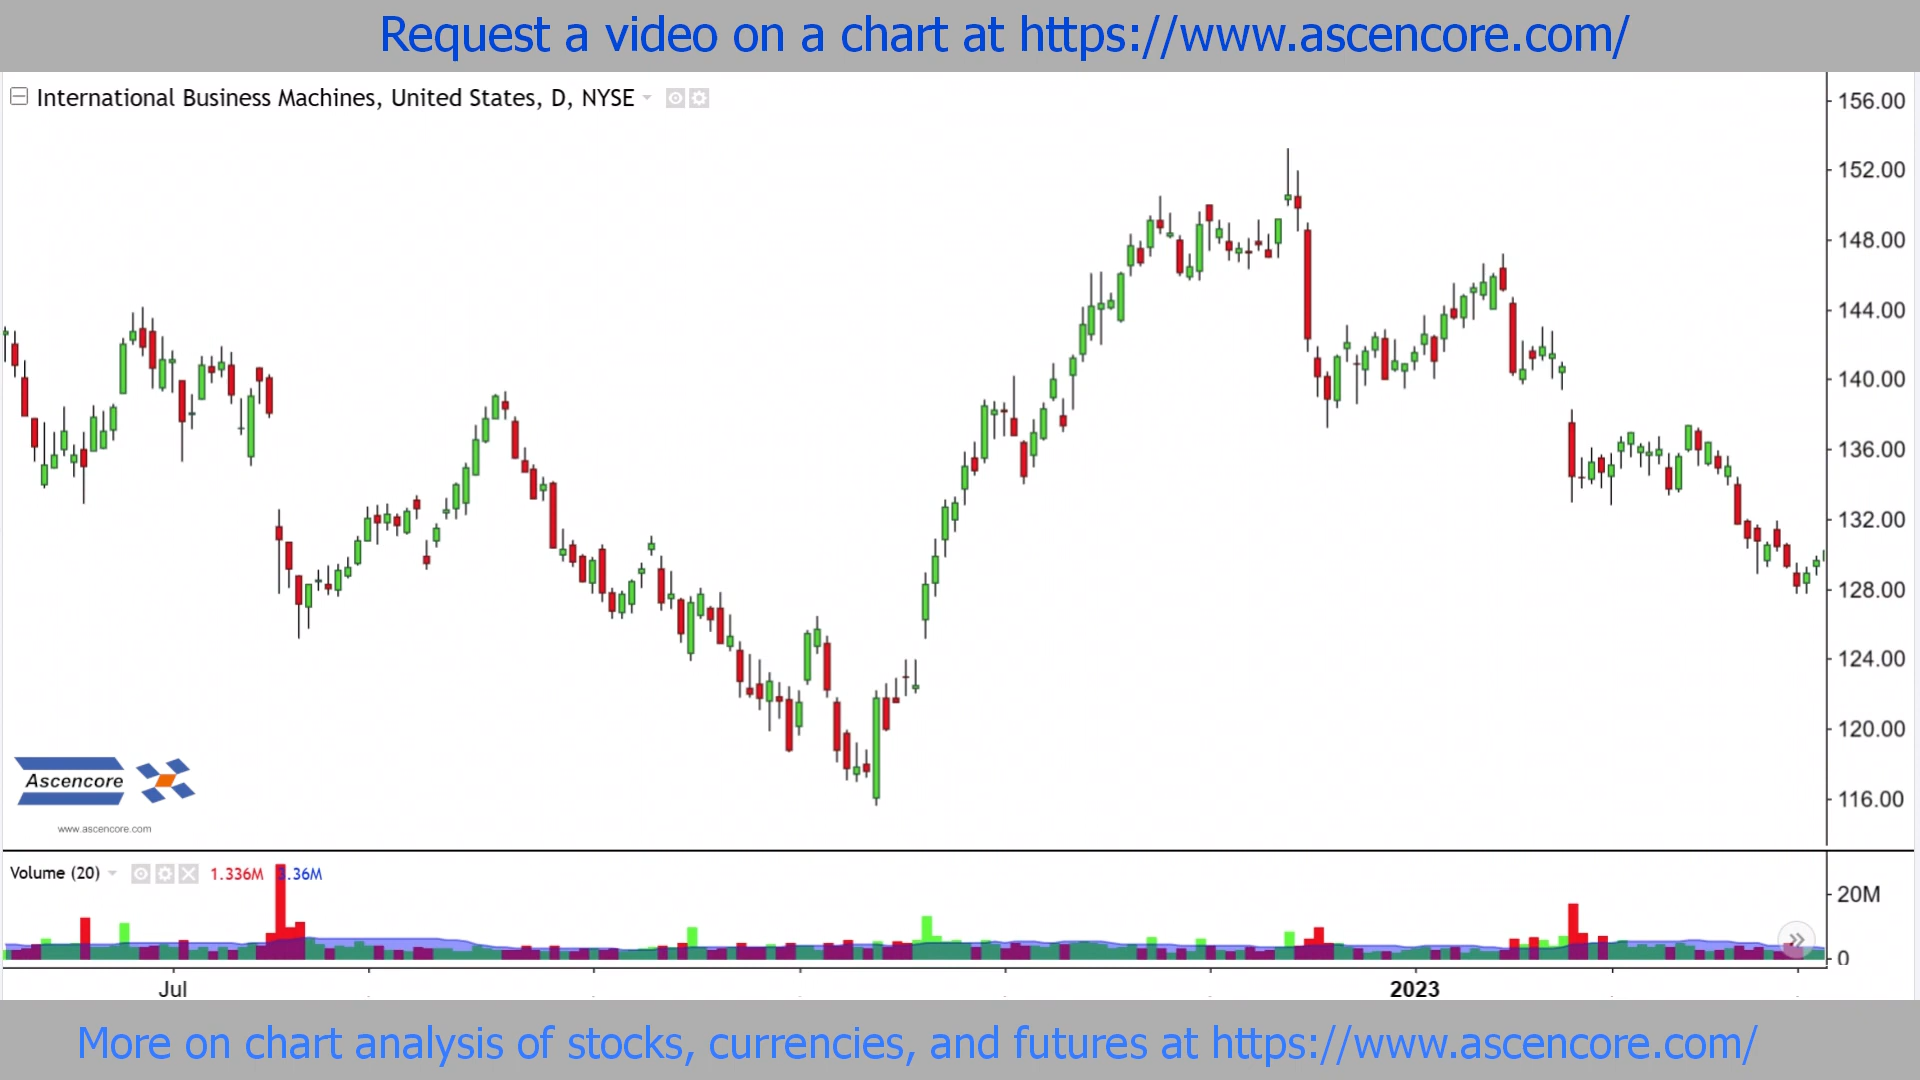 Request a video on a chart at https://www.ascencore.com/
International Business Machines, United States, D, NYSE
156.00
152.00
148.00
144.00
140.00
136.00
132.00
128.00
124.00
120.00
116.00
Ascencore
www.ascencore.com
Volume (20) 1.336M 3.36M
20M
0
Jul 2023
More on chart analysis of stocks, currencies, and futures at https://www.ascencore.com/